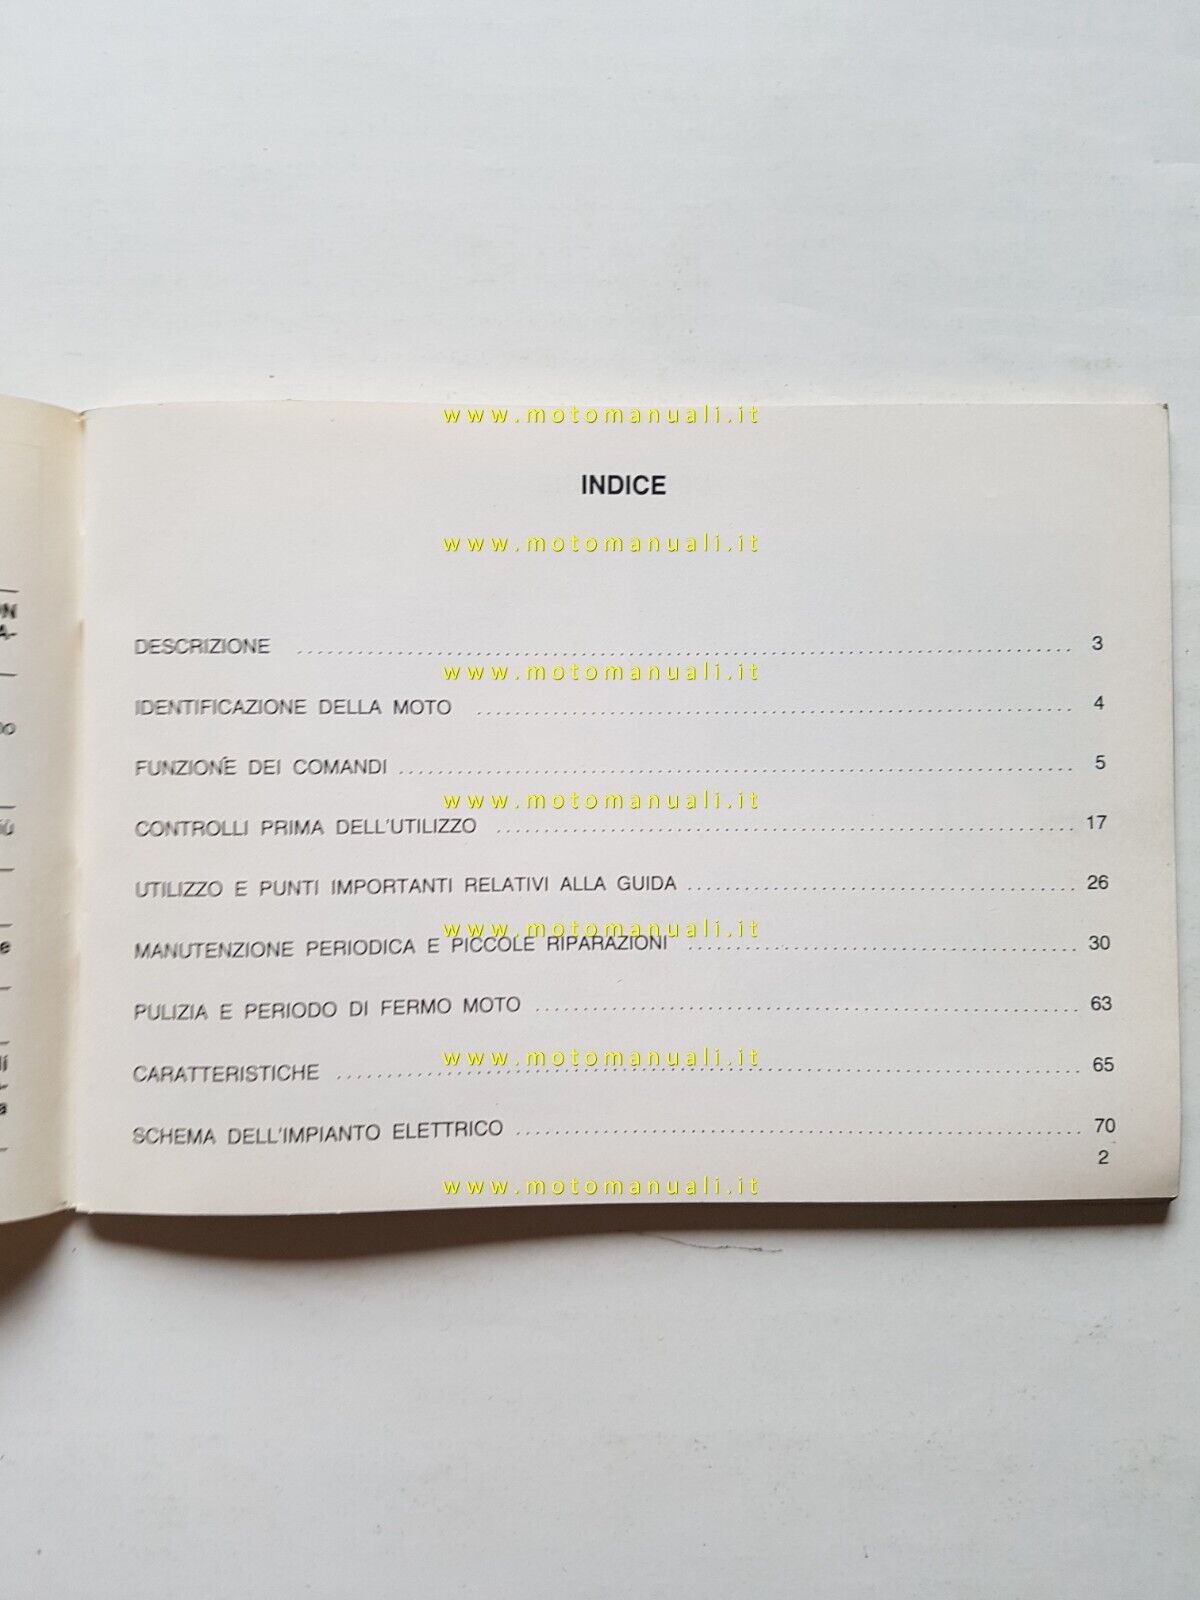 www.motomanuali.it
INDICE
www.motomanuali.it
DESCRIZIONE ........ 3
www.motomanuali.it
IDENTIFICAZIONE DELLA MOTO ........ 4
FUNZIONE DEI COMANDI ........ 5
www.motomanuali.it
CONTROLLI PRIMA DELL'UTILIZZO ........ 17
UTILIZZO E PUNTI IMPORTANTI RELATIVI ALLA GUIDA ........ 26
www.motomanuali.it
MANUTENZIONE PERIODICA E PICCOLE RIPARAZIONI ........ 30
PULIZIA E PERIODO DI FERMO MOTO ........ 63
www.motomanuali.it
CARATTERISTICHE ........ 65
SCHEMA DELL'IMPIANTO ELETTRICO ........ 70
2
www.motomanuali.it